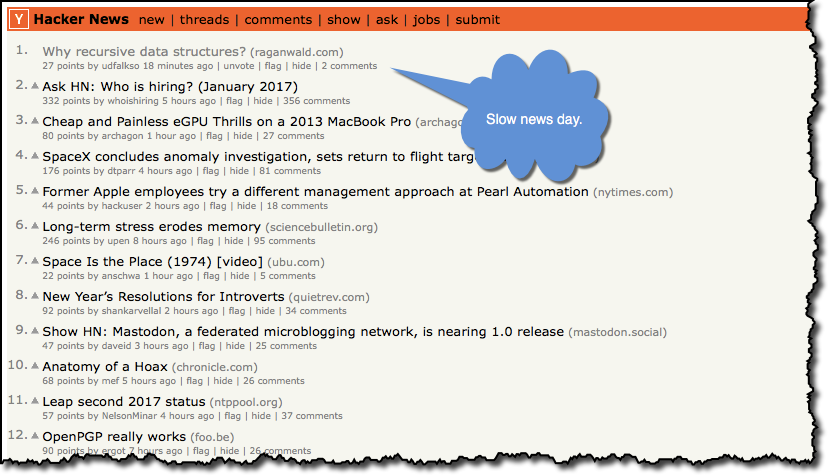 Y Hacker News new | threads | comments | show | ask | jobs | submit
1. Why recursive data structures? (raganwald.com)
27 points by udfalkso 18 minutes ago | unvote | flag | hide | 2 comments
2. Ask HN: Who is hiring? (January 2017)
332 points by whoishiring 5 hours ago | flag | hide | 356 comments
3. Cheap and Painless eGPU Thrills on a 2013 MacBook Pro (archago
80 points by archagon 1 hour ago | flag | hide | 27 comments
Slow news day.
4. SpaceX concludes anomaly investigation, sets return to flight targ
176 points by dtparr 4 hours ago | flag | hide | 81 comments
5. Former Apple employees try a different management approach at Pearl Automation (nytimes.com)
44 points by hackuser 2 hours ago | flag | hide | 18 comments
6. Long-term stress erodes memory (sciencebulletin.org)
246 points by upen 8 hours ago | flag | hide | 95 comments
7. Space Is the Place (1974) [video] (ubu.com)
22 points by anschwa 1 hour ago | flag | hide | 5 comments
8. New Year’s Resolutions for Introverts (quietrev.com)
92 points by shankarvellal 2 hours ago | flag | hide | 34 comments
9. Show HN: Mastodon, a federated microblogging network, is nearing 1.0 release (mastodon.social)
47 points by daveid 3 hours ago | flag | hide | 25 comments
10. Anatomy of a Hoax (chronicle.com)
68 points by mef 5 hours ago | flag | hide | 26 comments
11. Leap second 2017 status (ntppool.org)
57 points by NelsonMinar 4 hours ago | flag | hide | 37 comments
12. OpenPGP really works (foo.be)
90 points by ergot 7 hours ago | flag | hide | 26 comments